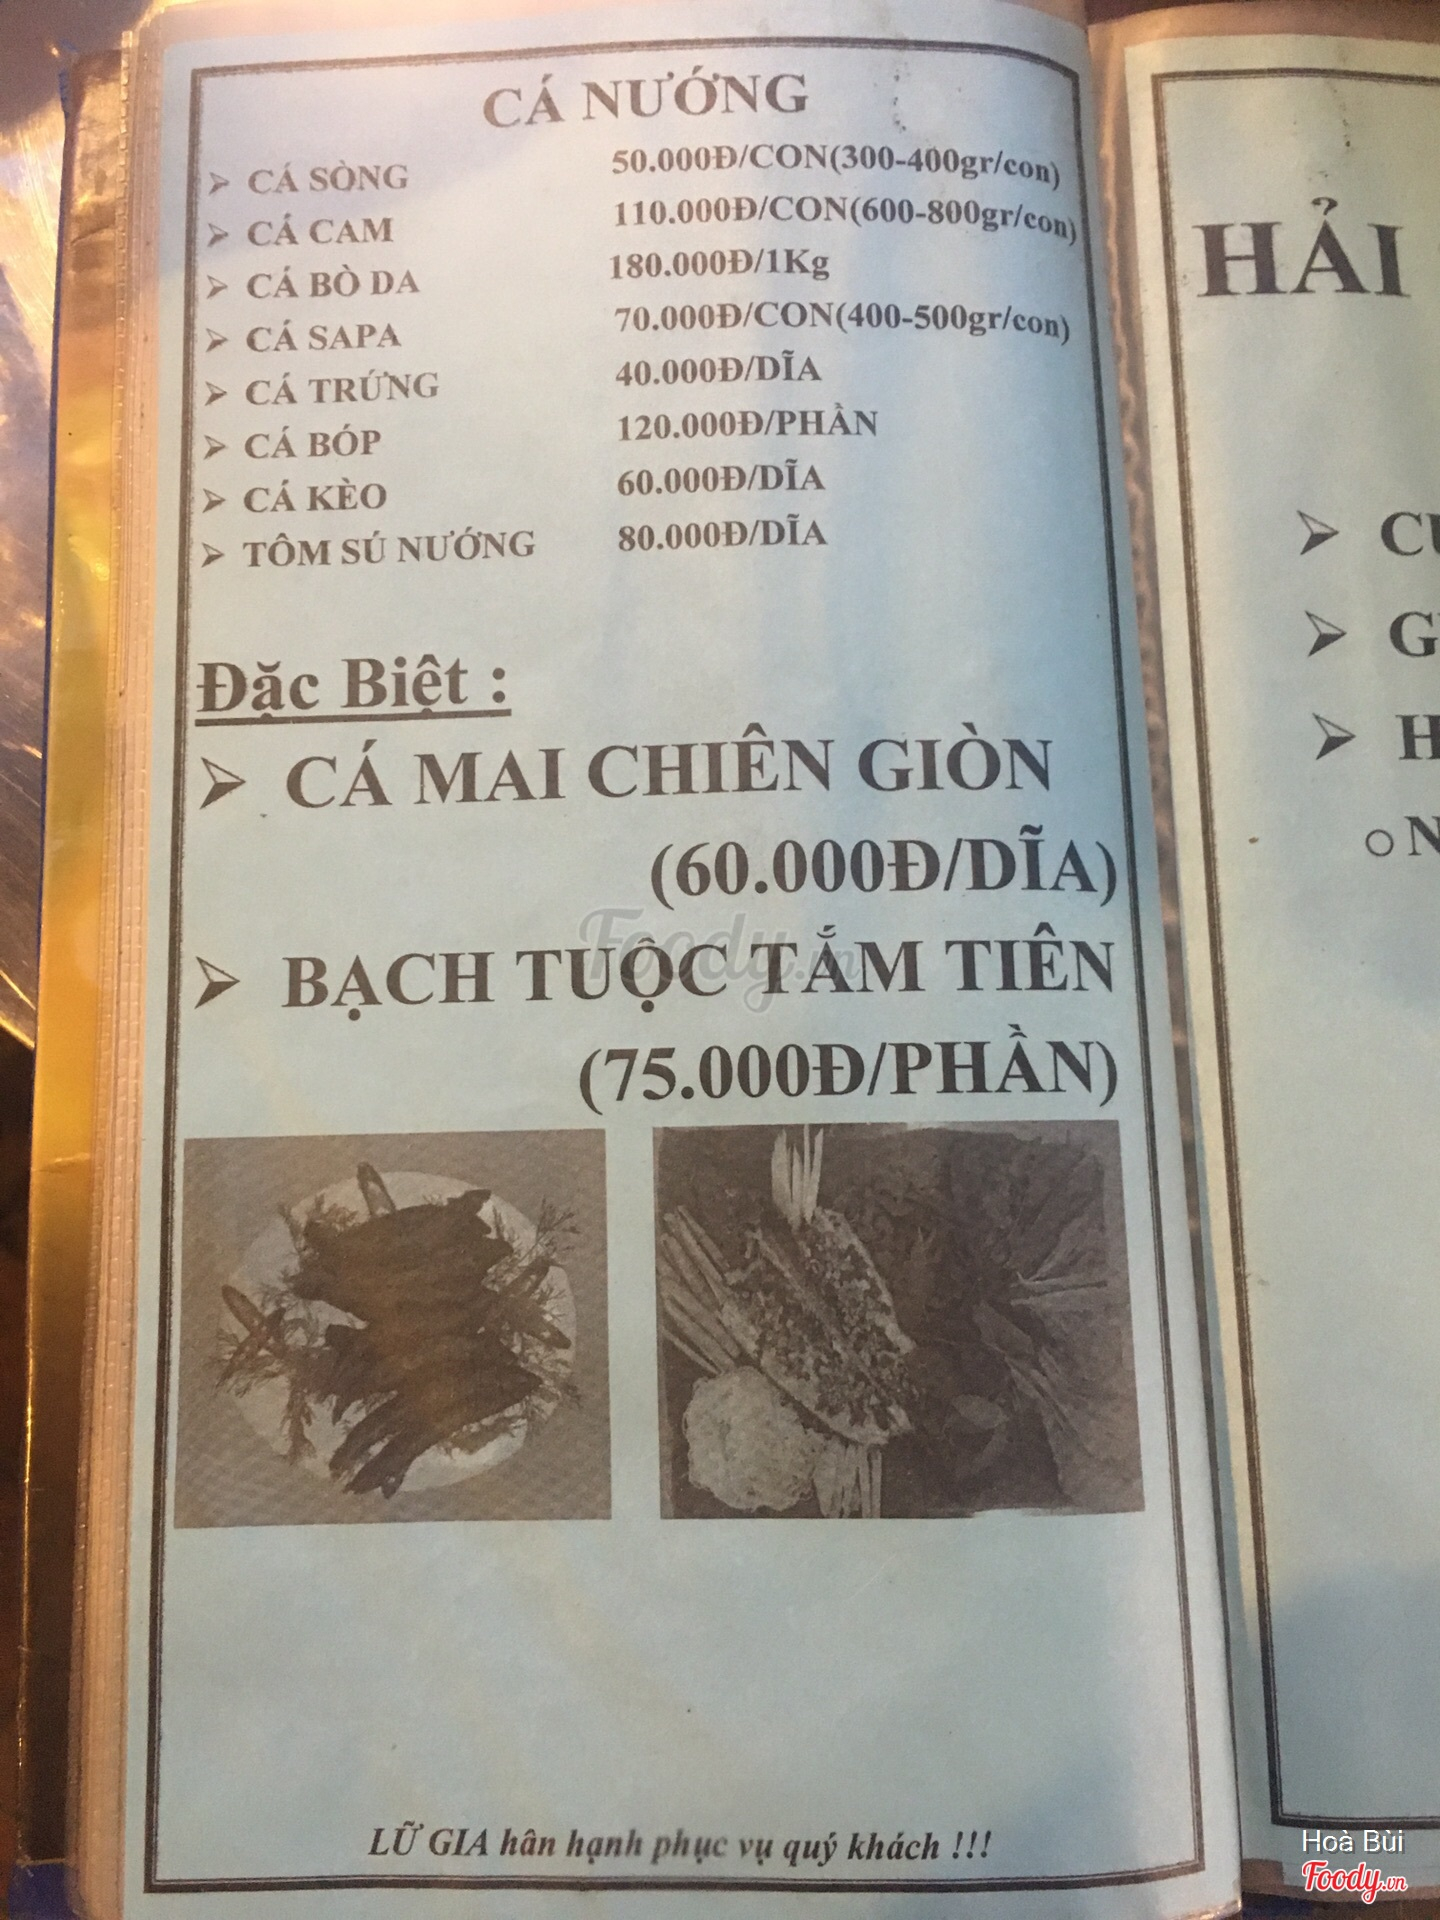 CÁ NƯỚNG
➢ CÁ SÒNG 50.000Đ/CON(300-400gr/con)
➢ CÁ CAM 110.000Đ/CON(600-800gr/con)
➢ CÁ BÒ DA 180.000Đ/1Kg
➢ CÁ SAPA 70.000Đ/CON(400-500gr/con)
➢ CÁ TRỨNG 40.000Đ/DĨA
➢ CÁ BÓP 120.000Đ/PHẦN
➢ CÁ KÈO 60.000Đ/DĨA
➢ TÔM SÚ NƯỚNG 80.000Đ/DĨA
Đặc Biệt :
➢ CÁ MAI CHIÊN GIÒN
(60.000Đ/DĨA)
➢ BẠCH TUỘC TẮM TIÊN
(75.000Đ/PHẦN)
LỮ GIA hân hạnh phục vụ quý khách !!!
HẢI
Foody.vn
Hoà Bùi
Foody.vn